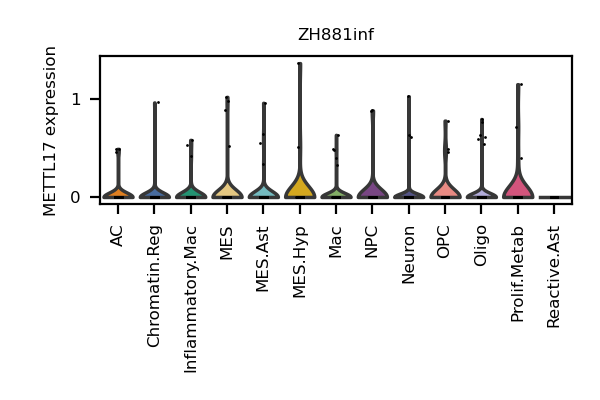 ZH881inf
METTL17 expression
1
0
AC
Chromatin.Reg
Inflammatory.Mac
MES
MES.Ast
MES.Hyp
Mac
NPC
Neuron
OPC
Oligo
Prolif.Metab
Reactive.Ast